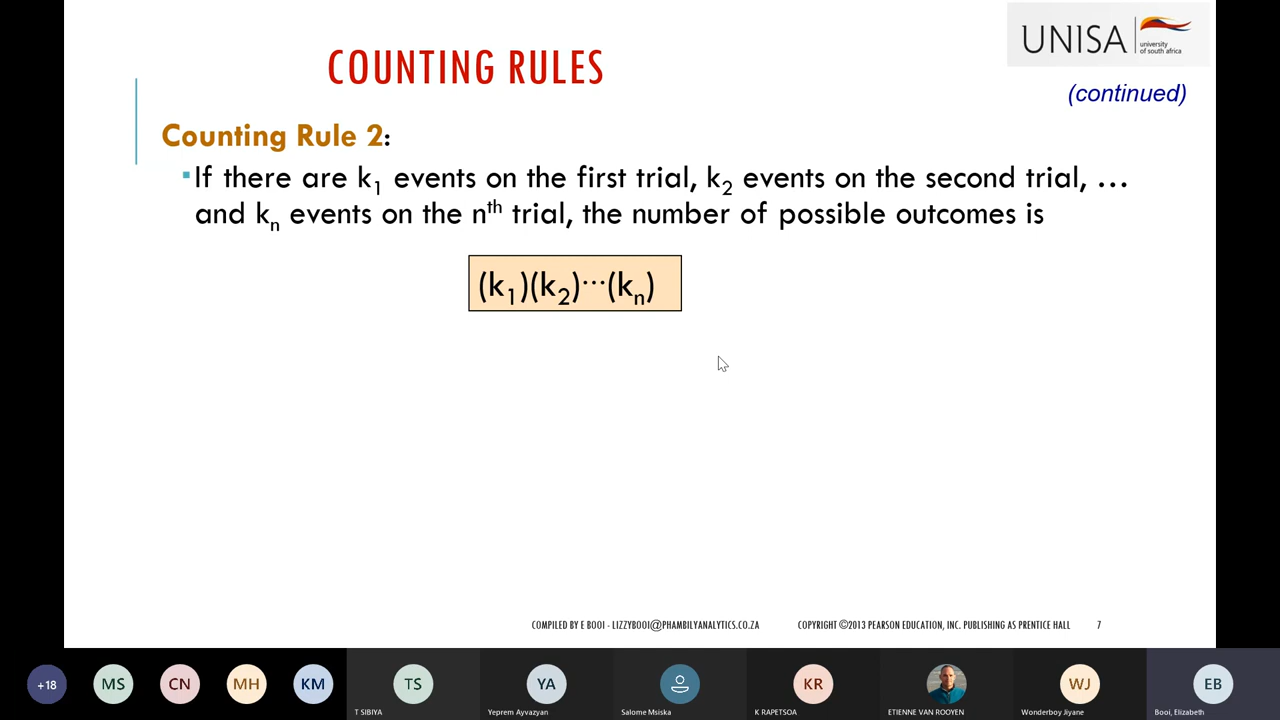 COUNTING RULES
UNISA
university
of south africa
(continued)
Counting Rule 2:
▪If there are k1 events on the first trial, k2 events on the second trial, …
and kn events on the nth trial, the number of possible outcomes is
(k1)(k2)···(kn)
COMPILED BY E BOOI - LIZZYBOOI@PHAMBILYANALYTICS.CO.ZA COPYRIGHT ©2013 PEARSON EDUCATION, INC. PUBLISHING AS PRENTICE HALL 7
+18 MS CN MH KM TS YA KR WJ EB
T SIBIYA Yeprem Ayvazyan Salome Msiska K RAPETSOA ETIENNE VAN ROOYEN Wonderboy Jiyane Booi, Elizabeth